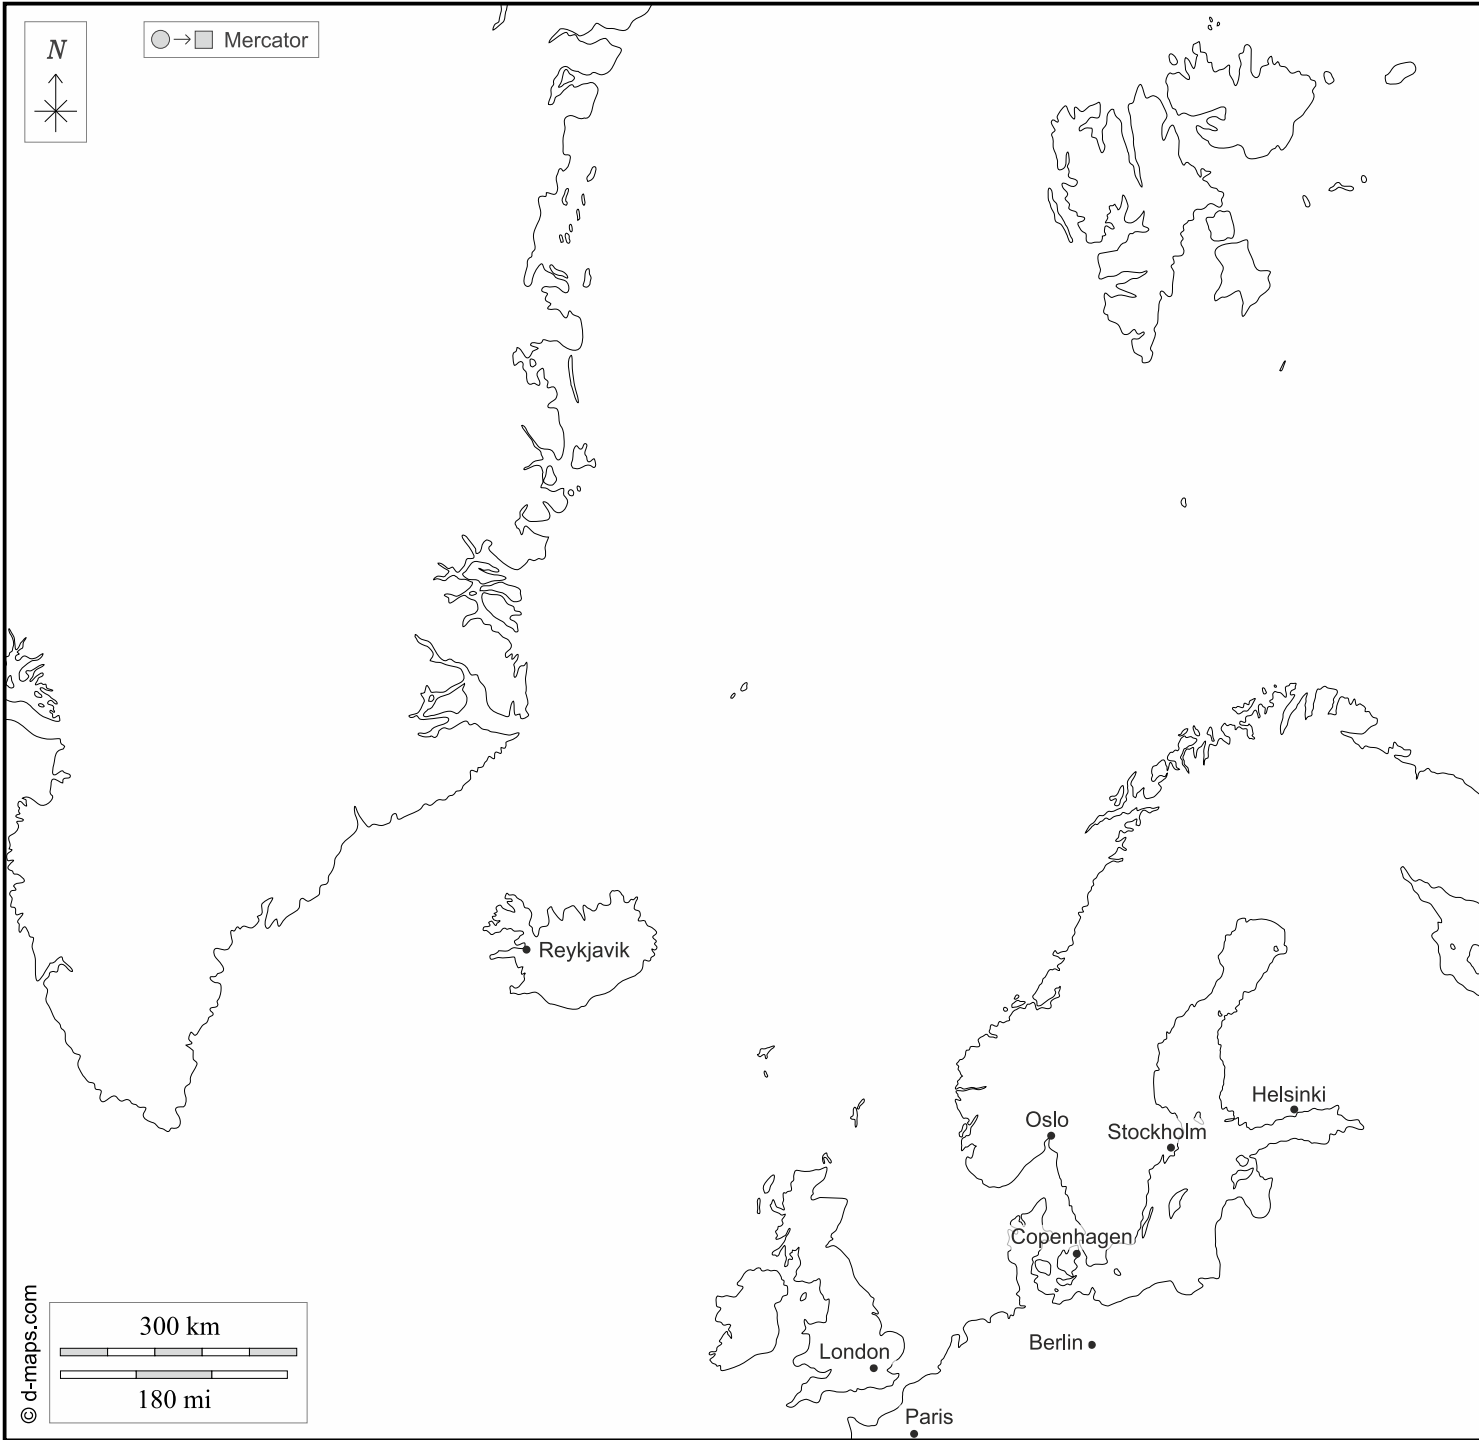 N
Mercator
Reykjavik
Helsinki
Oslo
Stockholm
Copenhagen
© d-maps.com
300 km
180 mi
London
Berlin
Paris